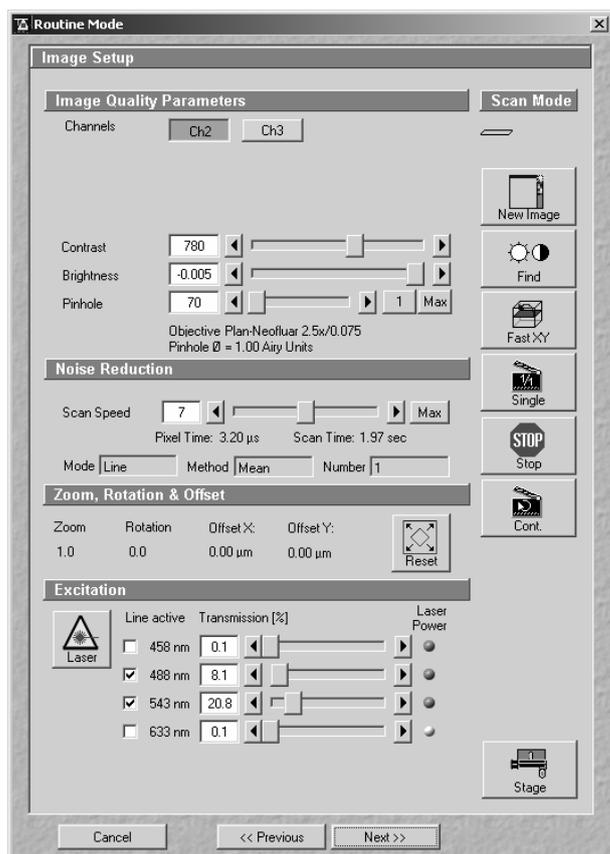 Routine Mode
Image Setup
Image Quality Parameters
Scan Mode
Channels Ch2 Ch3
New Image
Contrast 780
Brightness -0.005
Find
Pinhole 70 1 Max
Objective Plan-Neofluar 2.5x/0.075
Pinhole Ø = 1.00 Airy Units
Fast XY
Noise Reduction
1/1
Single
Scan Speed 7 Max
Pixel Time: 3.20 µs Scan Time: 1.97 sec
STOP
Stop
Mode Line Method Mean Number 1
Zoom, Rotation & Offset
Zoom Rotation Offset X: Offset Y:
1.0 0.0 0.00 µm 0.00 µm
Reset
Cont.
Excitation
Laser
Line active Transmission [%] Laser Power
458 nm 0.1
488 nm 8.1
543 nm 20.8
633 nm 0.1
Stage
Cancel << Previous Next >>